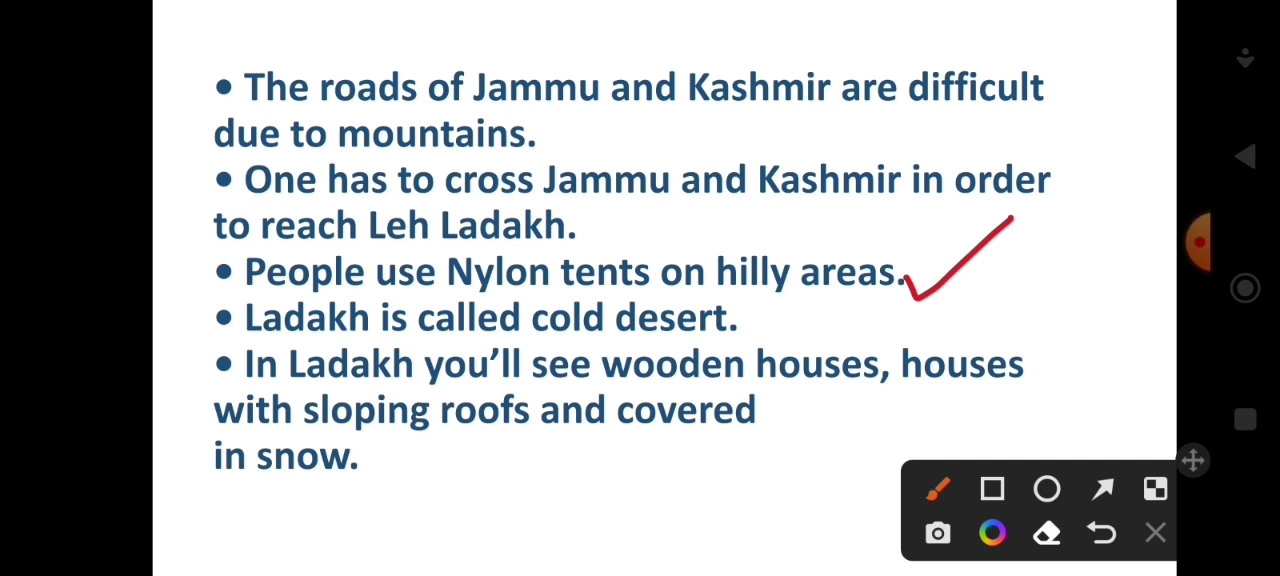 • The roads of Jammu and Kashmir are difficult
due to mountains.
• One has to cross Jammu and Kashmir in order
to reach Leh Ladakh.
• People use Nylon tents on hilly areas.
• Ladakh is called cold desert.
• In Ladakh you’ll see wooden houses, houses
with sloping roofs and covered
in snow.